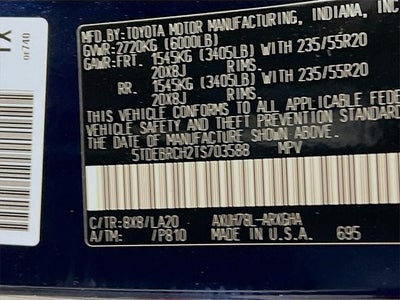 MFD.BY:TOYOTA MOTOR MANUFACTURING, INDIANA, INC
GVWR:2720KG (6000LB)
GAWR:FRT. 1545KG (3405LB) WITH 235/55R20
20X8J RIMS.
RR. 1545KG (3405LB) WITH 235/55R20
20X8J RIMS.
THIS VEHICLE CONFORMS TO ALL APPLICABLE FEDE
VEHICLE SAFETY AND THEFT PREVENTION STANDAR
THE DATE OF MANUFACTURE SHOWN ABOVE.
5TDEBRCH2TS703588 MPV
C/TR:8X8/LA20 AXUH78L-ARXGHA
A/TM: /P810 MADE IN U.S.A. 695
or740